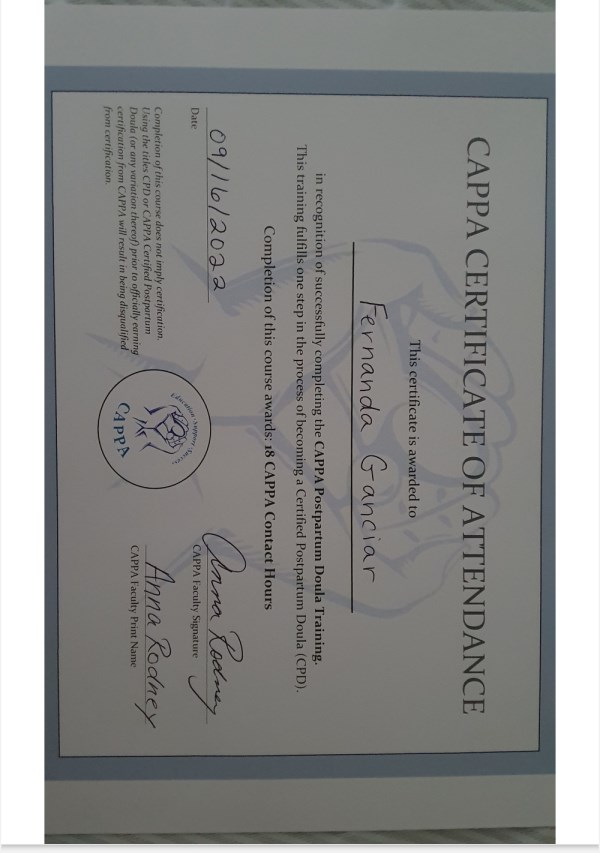 CAPPA CERTIFICATE OF ATTENDANCE
This certificate is awarded to
Fernanda Ganciar
in recognition of successfully completing the CAPPA Postpartum Doula Training.
This training fulfills one step in the process of becoming a Certified Postpartum Doula (CPD).
Completion of this course awards: 18 CAPPA Contact Hours
09/16/2022
Date
Anna Rodney
CAPPA Faculty Signature
Completion of this course does not imply certification.
Using the titles CPD or CAPPA Certified Postpartum
Doula (or any variation thereof) prior to officially earning
certification from CAPPA will result in being disqualified
from certification.
CAPPA
Anna Rodney
CAPPA Faculty Print Name